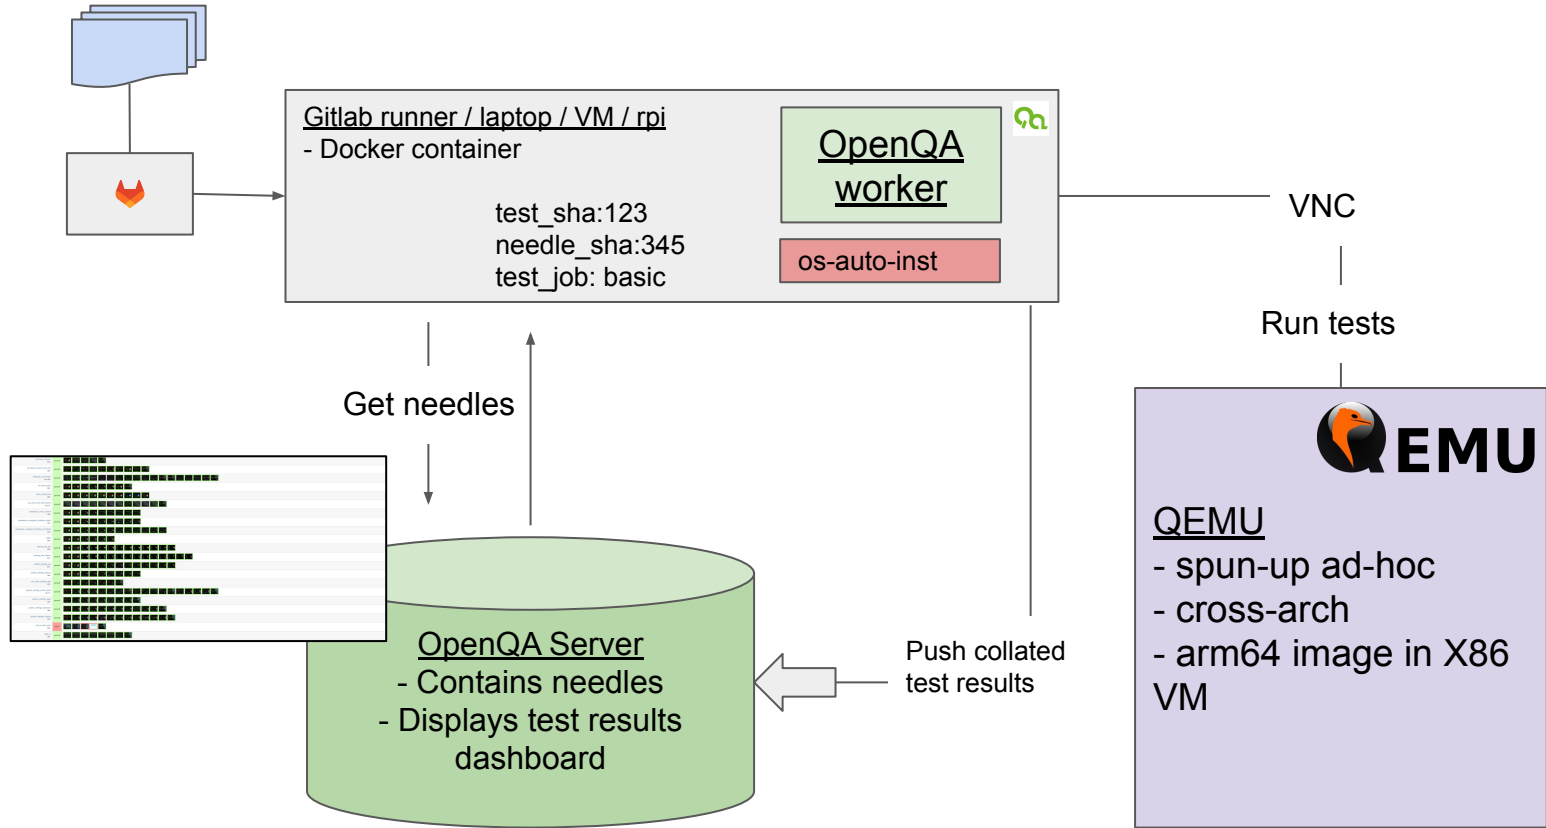 Gitlab runner / laptop / VM / rpi
- Docker container
OpenQA
worker
test_sha:123
needle_sha:345
test_job: basic
os-auto-inst
VNC
Run tests
Get needles
EMU
QEMU
- spun-up ad-hoc
- cross-arch
- arm64 image in X86
VM
OpenQA Server
- Contains needles
- Displays test results
dashboard
Push collated
test results